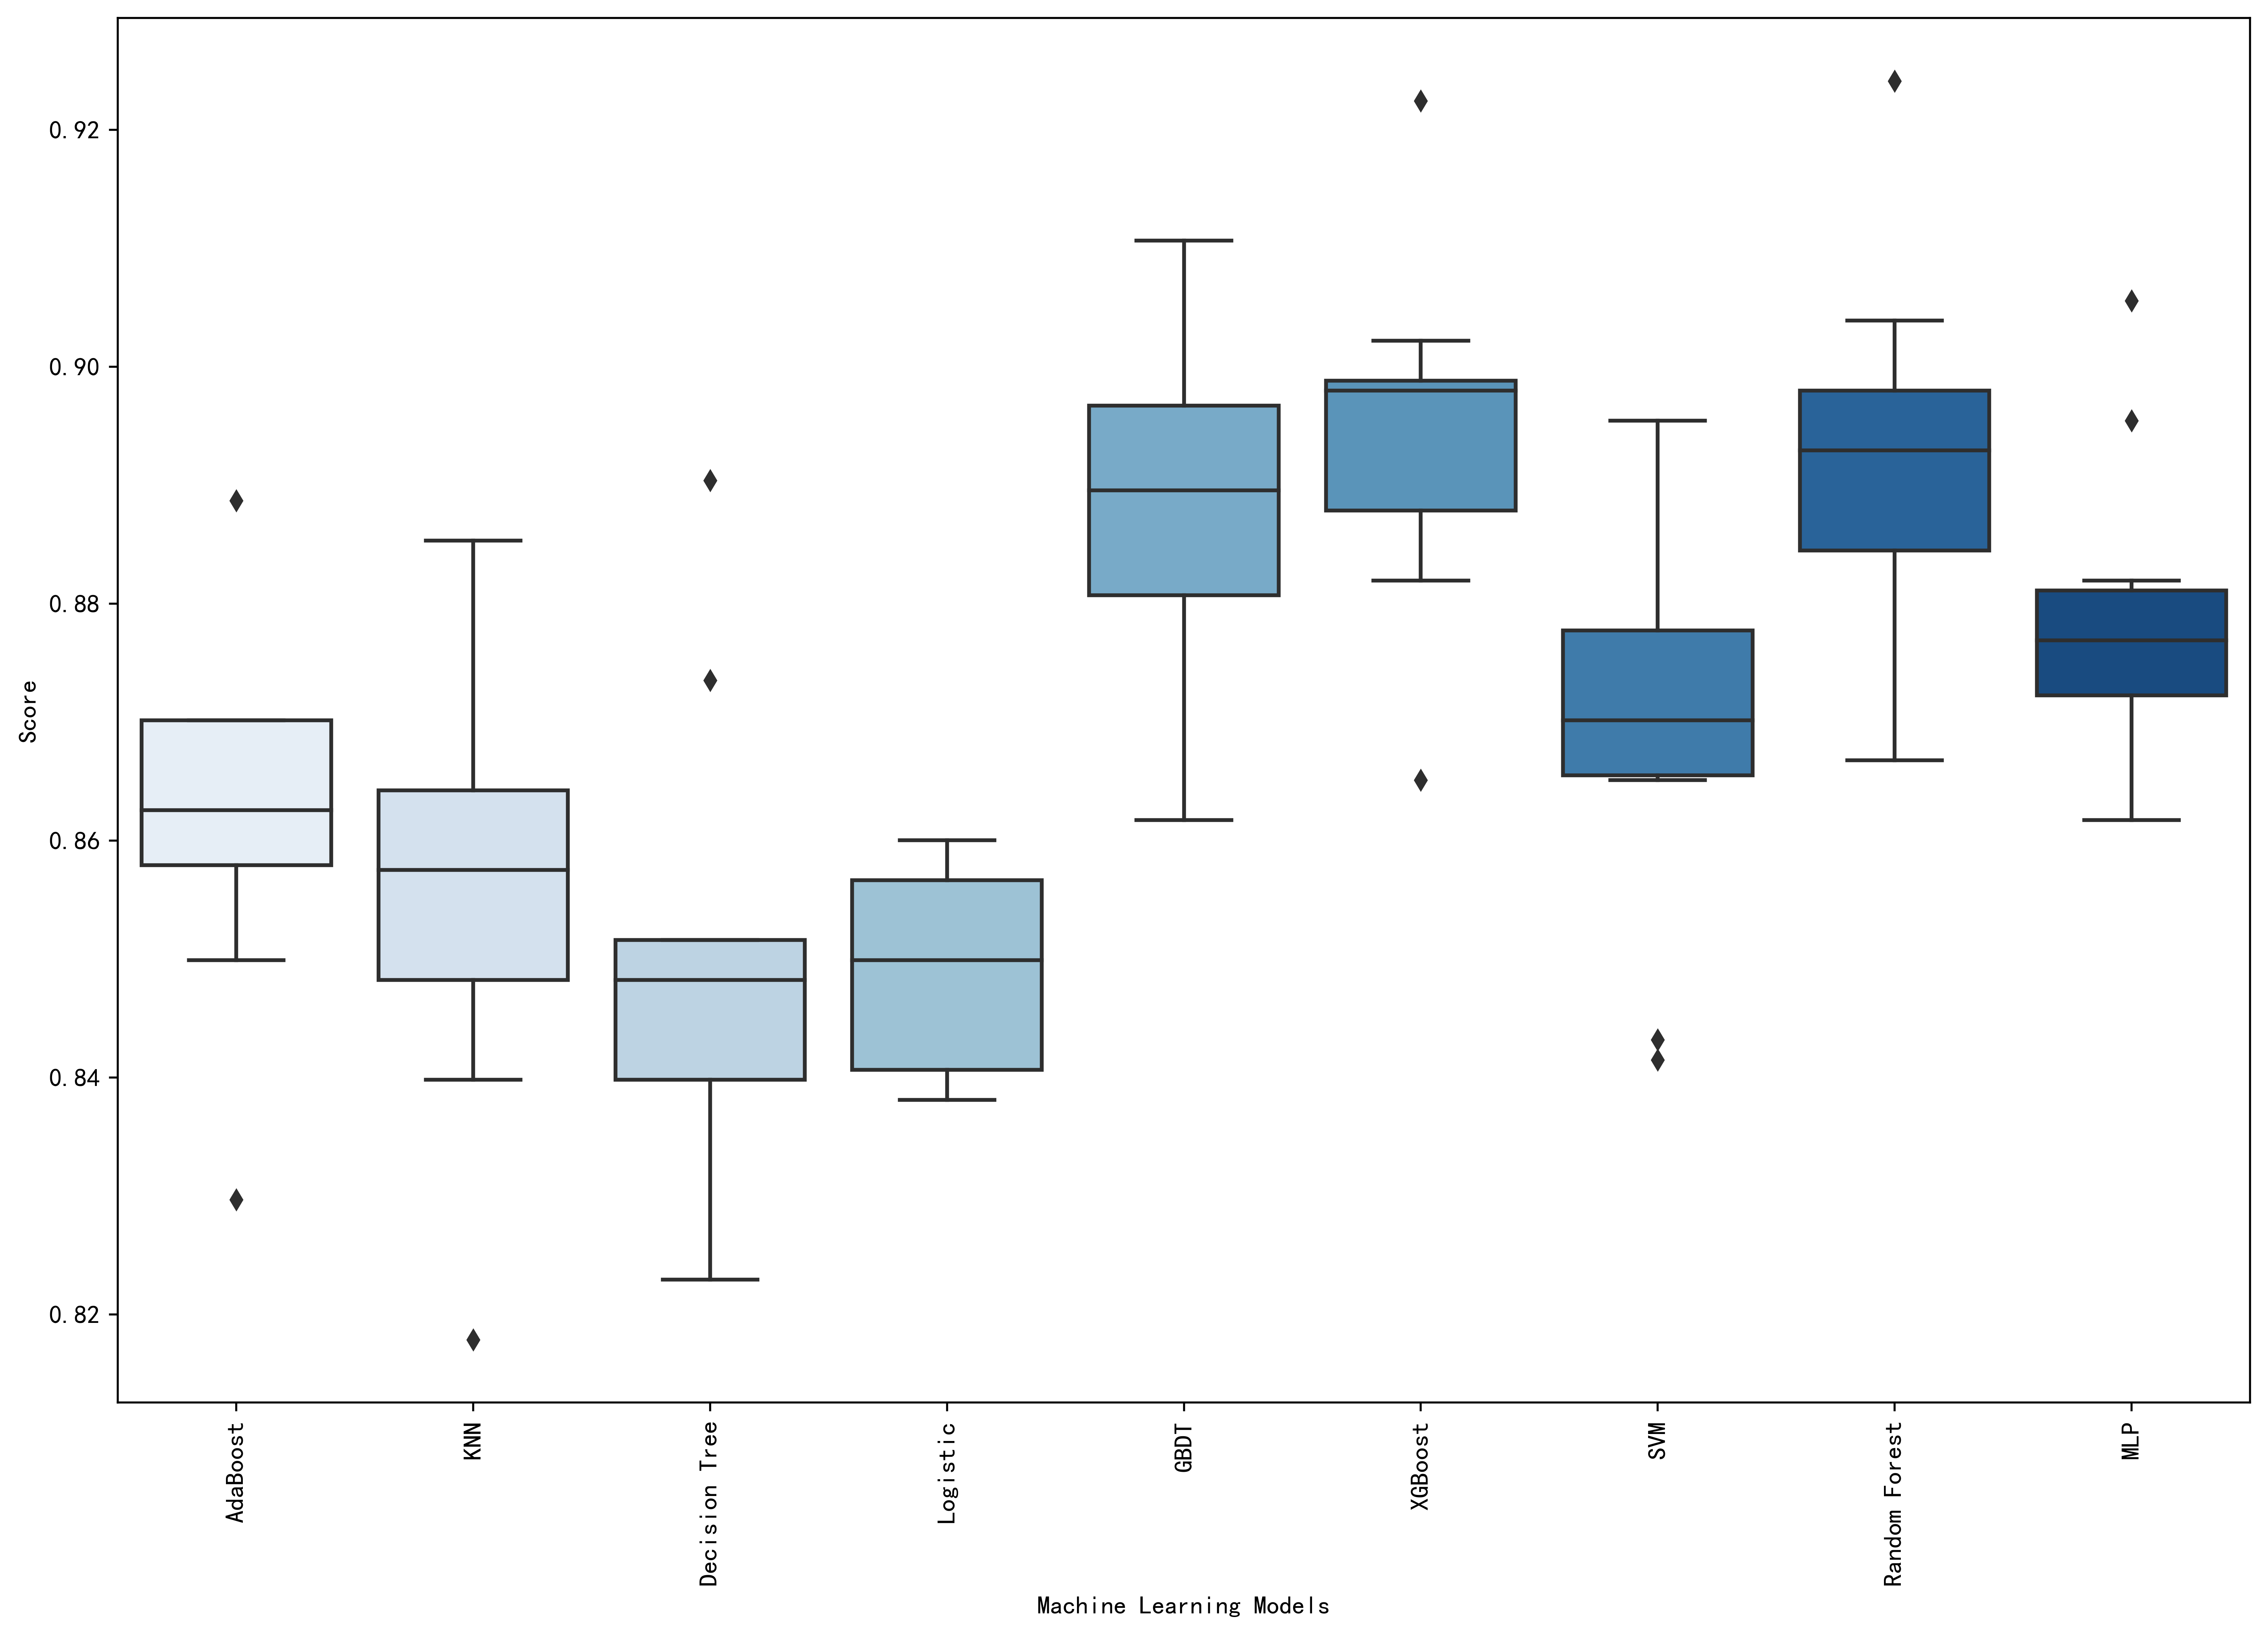 0.92
0.90
0.88
0.86
0.84
0.82
Score
AdaBoost
KNN
Decision Tree
Logistic
GBDT
XGBoost
SVM
Random Forest
MLP
Machine Learning Models